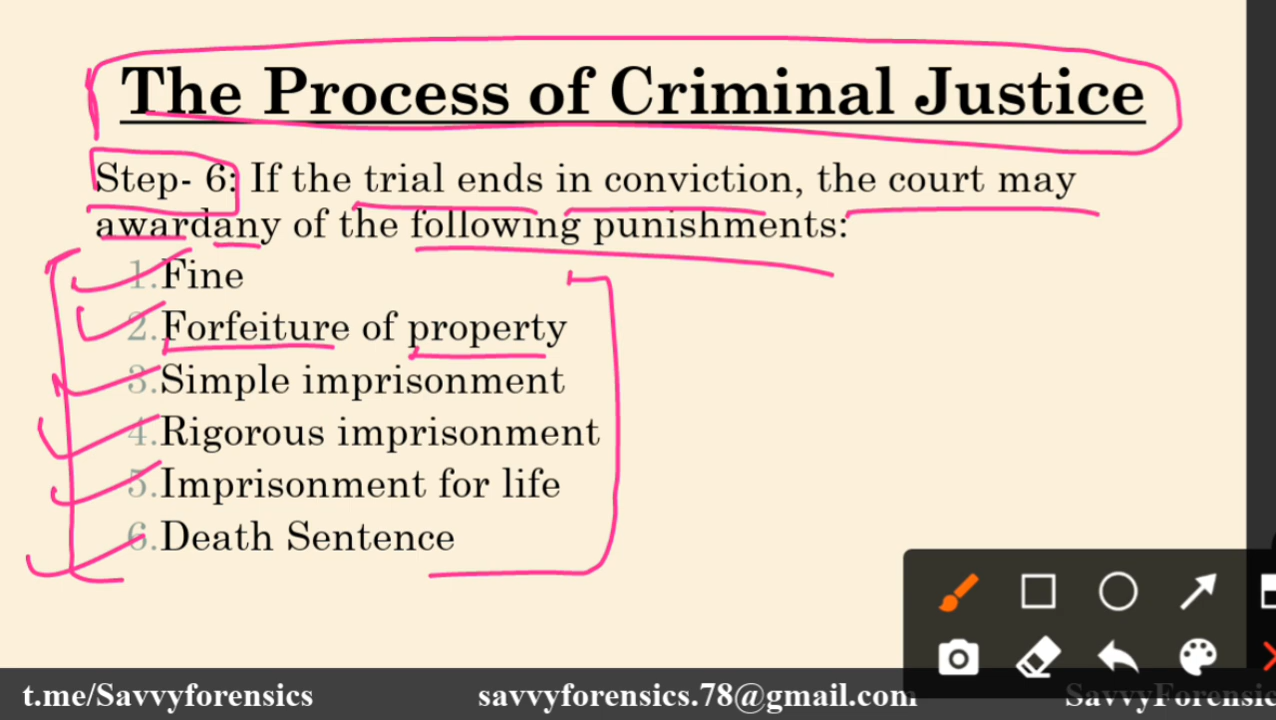 The Process of Criminal Justice
Step- 6: If the trial ends in conviction, the court may
awardany of the following punishments:
1.Fine
2.Forfeiture of property
3.Simple imprisonment
4.Rigorous imprisonment
5.Imprisonment for life
6.Death Sentence
t.me/Savvyforensics savvyforensics.78@gmail.com SavvyForensic